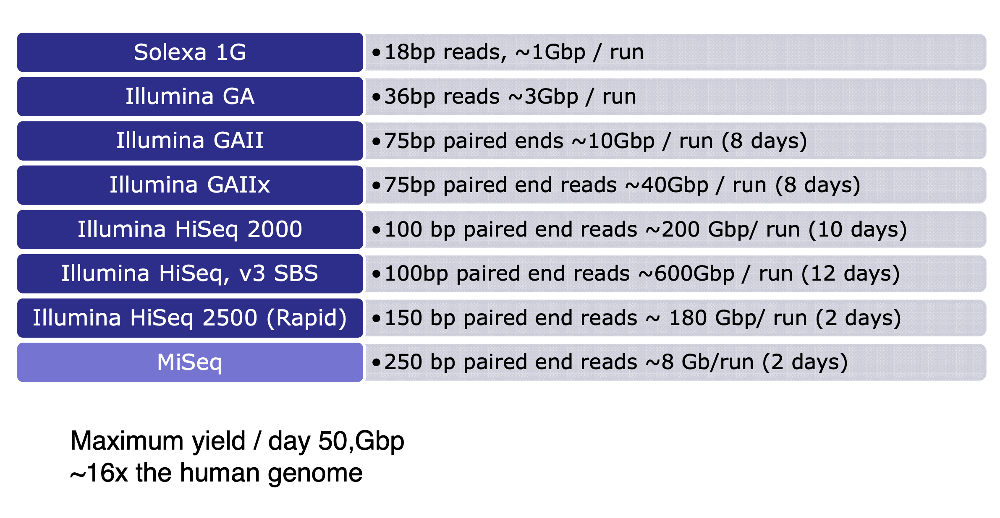 Solexa 1G
•18bp reads, ~1Gbp / run
Illumina GA
•36bp reads ~3Gbp / run
Illumina GAII
•75bp paired ends ~10Gbp / run (8 days)
Illumina GAIIx
•75bp paired end reads ~40Gbp / run (8 days)
Illumina HiSeq 2000
•100 bp paired end reads ~200 Gbp/ run (10 days)
Illumina HiSeq, v3 SBS
•100bp paired end reads ~600Gbp / run (12 days)
Illumina HiSeq 2500 (Rapid)
•150 bp paired end reads ~ 180 Gbp/ run (2 days)
MiSeq
•250 bp paired end reads ~8 Gb/run (2 days)
Maximum yield / day 50,Gbp
~16x the human genome